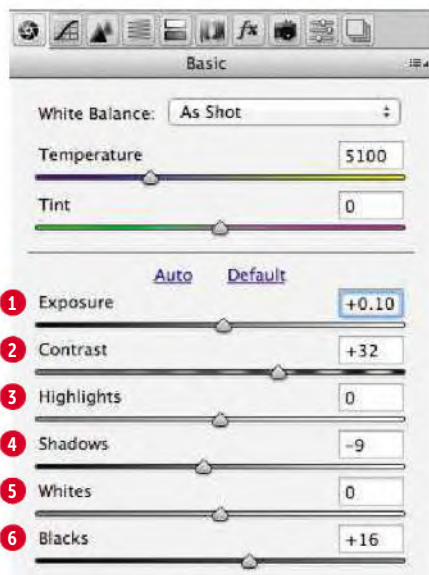 fx
Basic
White Balance: As Shot
Temperature 5100
Tint 0
Auto Default
1 Exposure +0.10
2 Contrast +32
3 Highlights 0
4 Shadows -9
5 Whites 0
6 Blacks +16